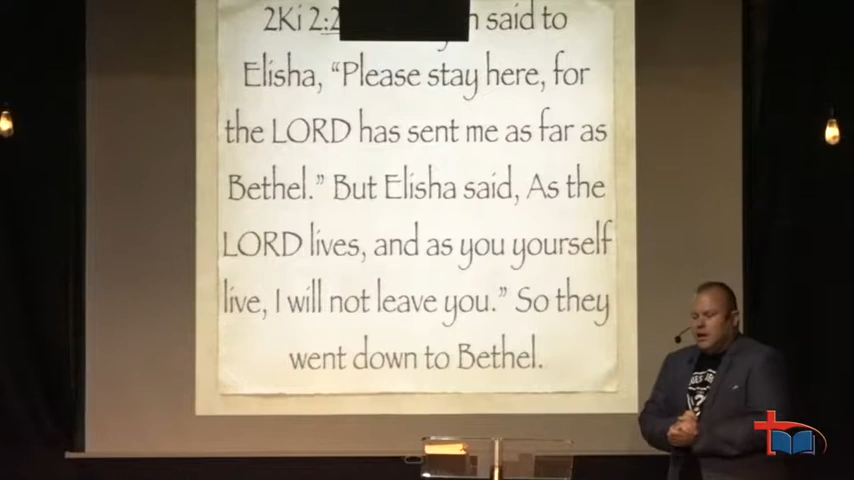 2Ki 2:2 said to
Elisha, “Please stay here, for
the LORD has sent me as far as
Bethel.” But Elisha said, As the
LORD lives, and as you yourself
live, I will not leave you.” So they
went down to Bethel.